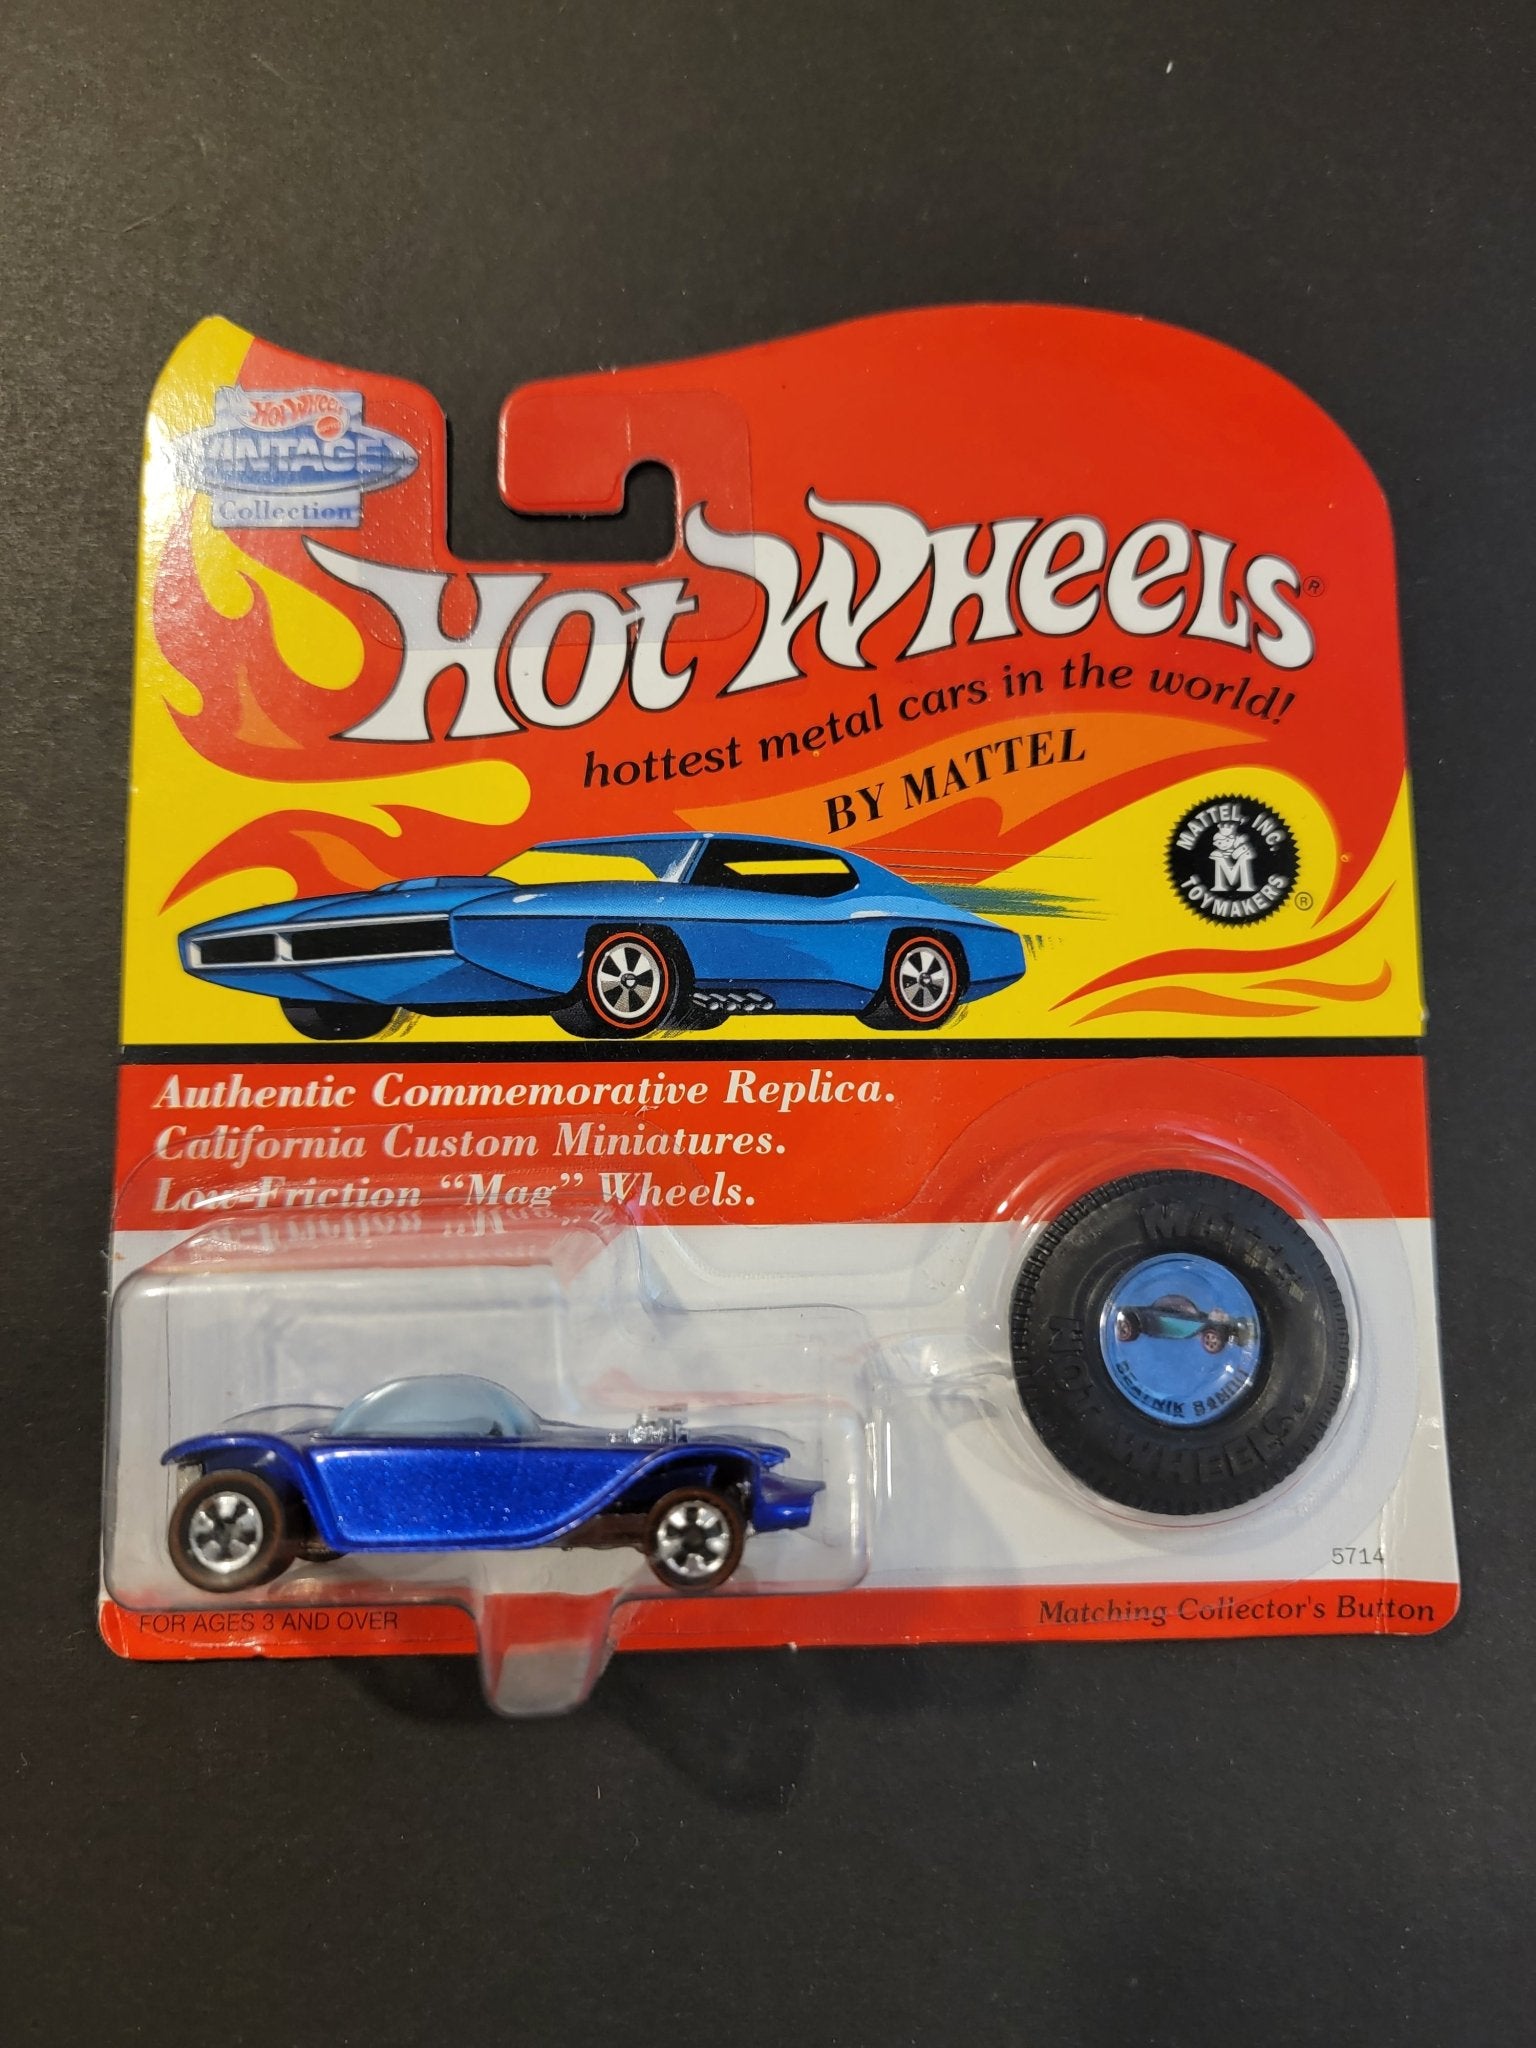 Hot Wheels
VINTAGE
Collection
Hot Wheels®
hottest metal cars in the world!
BY MATTEL
MATTEL, INC.
M
TOYMAKERS
®
Authentic Commemorative Replica.
California Custom Miniatures.
Low-Friction "Mag" Wheels.
MATTEL
HOT
WHEELS
BEATNIK BANDIT
5714
FOR AGES 3 AND OVER
Matching Collector's Button